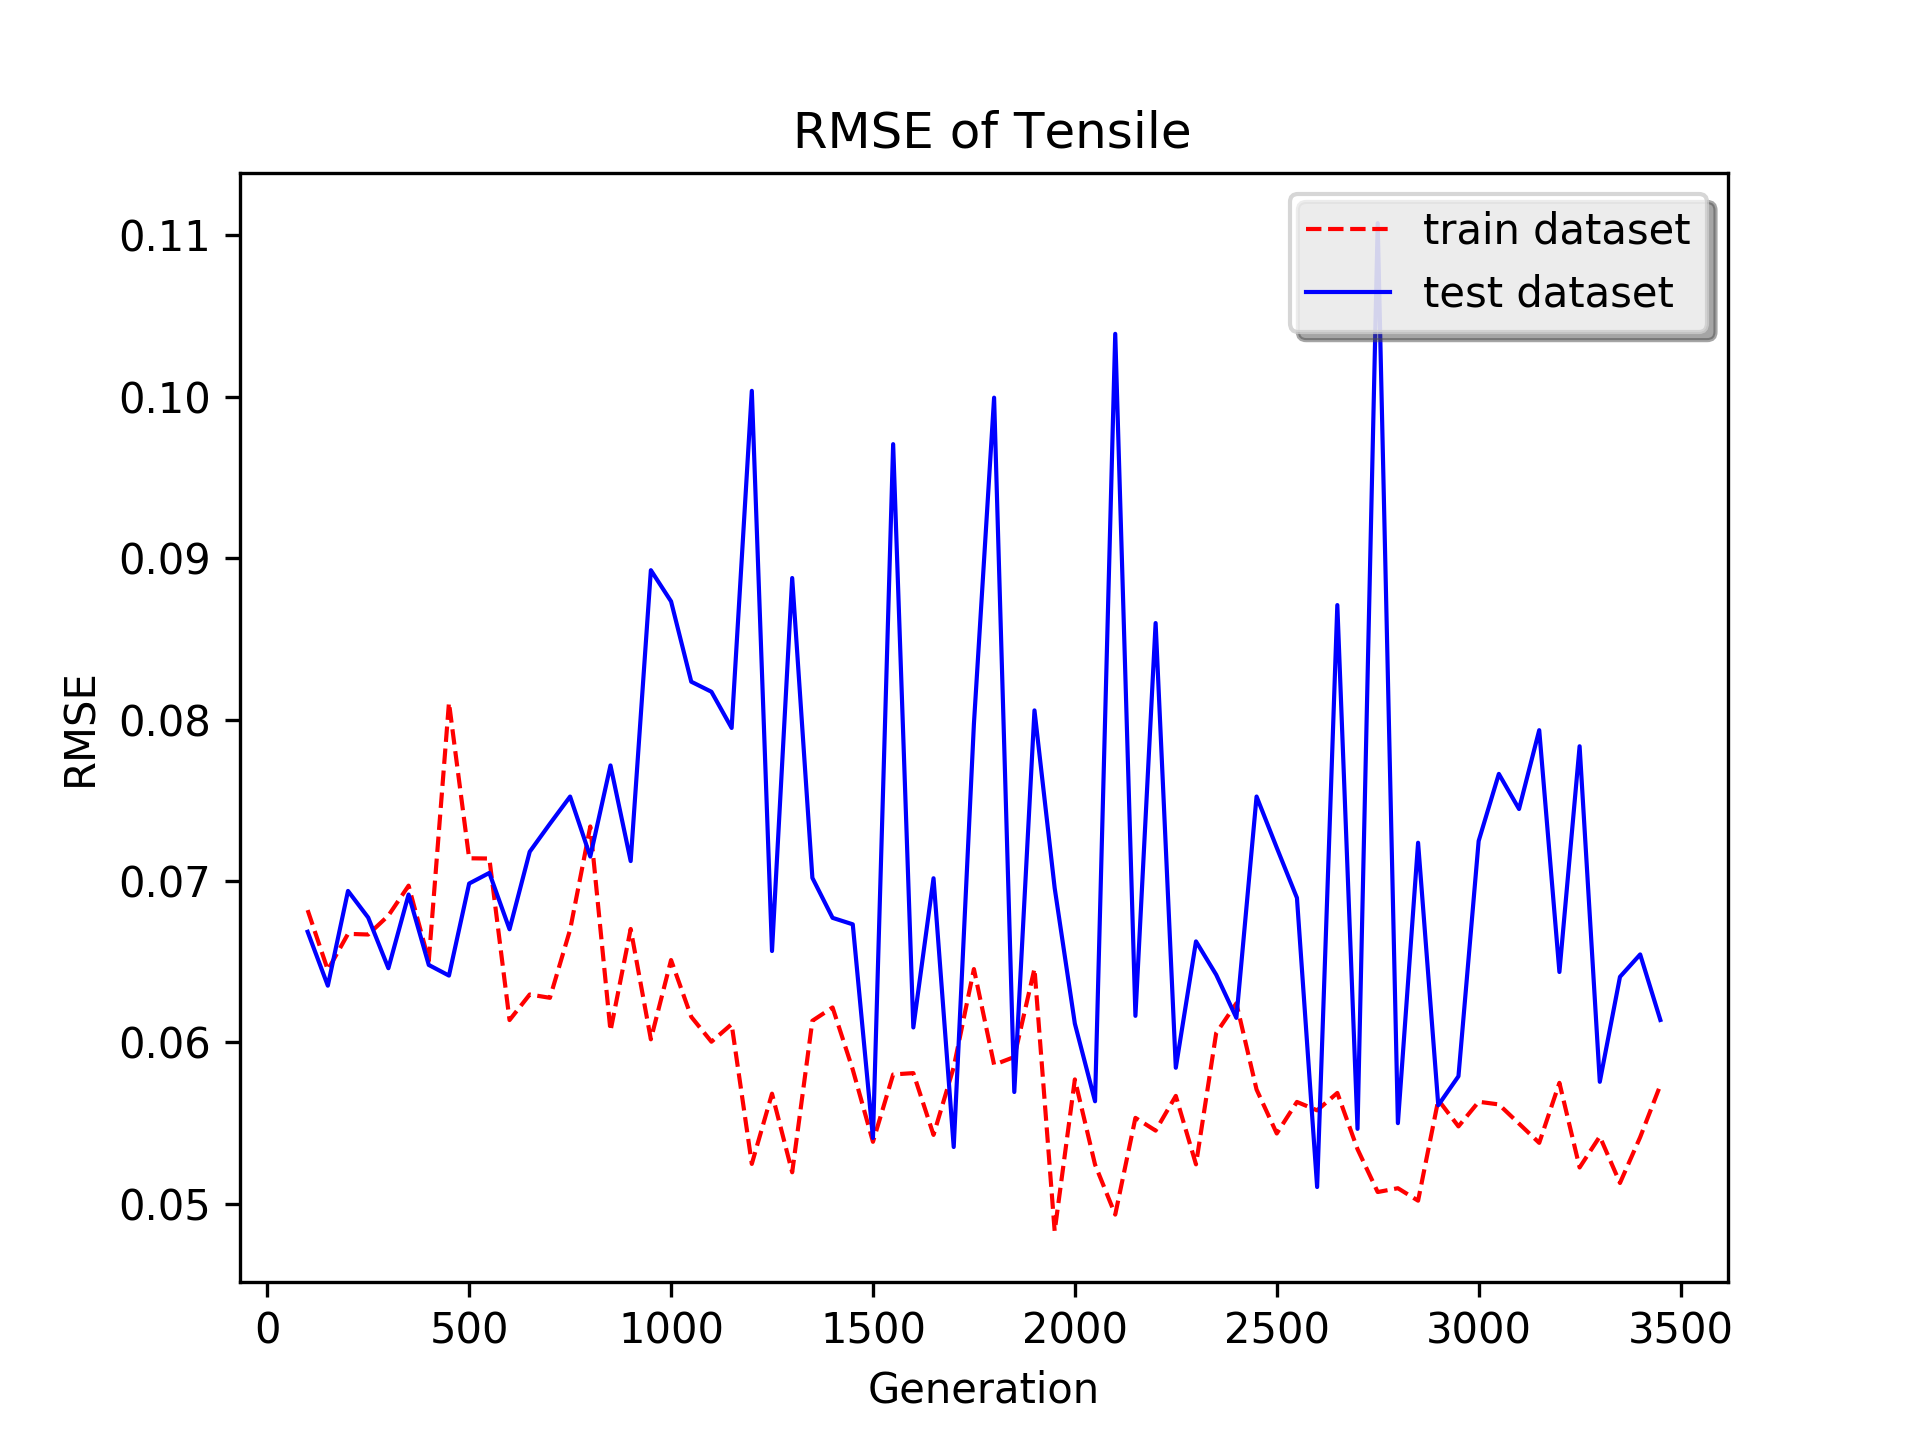 RMSE of Tensile
train dataset
test dataset
0.11
0.10
0.09
0.08
0.07
0.06
0.05
RMSE
0 500 1000 1500 2000 2500 3000 3500
Generation